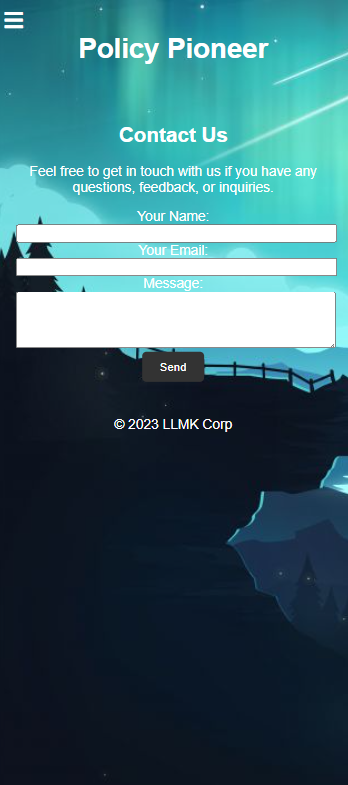 Policy Pioneer
Contact Us
Feel free to get in touch with us if you have any
questions, feedback, or inquiries.
Your Name:
Your Email:
Message:
Send
© 2023 LLMK Corp